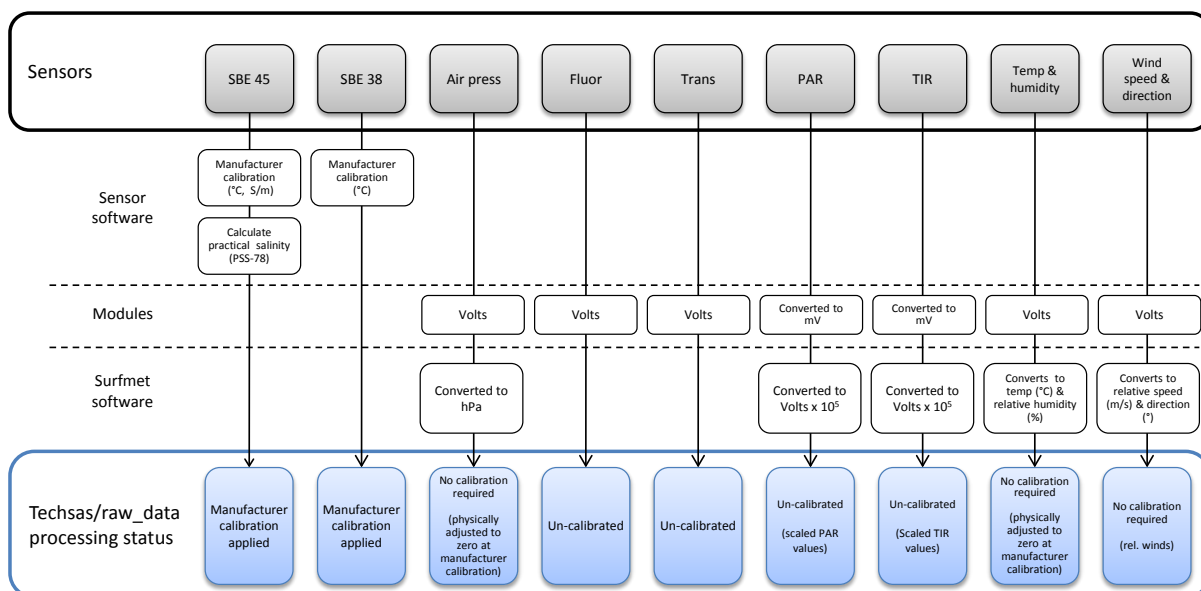 Sensors
SBE 45
SBE 38
Air press
Fluor
Trans
PAR
TIR
Temp &
humidity
Wind
speed &
direction
Sensor
software
Manufacturer
calibration
(°C, S/m)
Manufacturer
calibration
(°C)
Calculate
practical salinity
(PSS-78)
Modules
Volts
Volts
Volts
Converted to
mV
Converted to
mV
Volts
Volts
Surfmet
software
Converted to
hPa
Converted to
Volts x 10⁵
Converted to
Volts x 10⁵
Converts to
temp (°C) &
relative humidity
(%)
Converts to
relative speed
(m/s) & direction
(°)
Techsas/raw_data
processing status
Manufacturer
calibration
applied
Manufacturer
calibration
applied
No calibration
required
(physically
adjusted to
zero at
manufacturer
calibration)
Un-calibrated
Un-calibrated
Un-calibrated
(scaled PAR
values)
Un-calibrated
(Scaled TIR
values)
No calibration
required
(physically
adjusted to
zero at
manufacturer
calibration)
No calibration
required
(rel. winds)